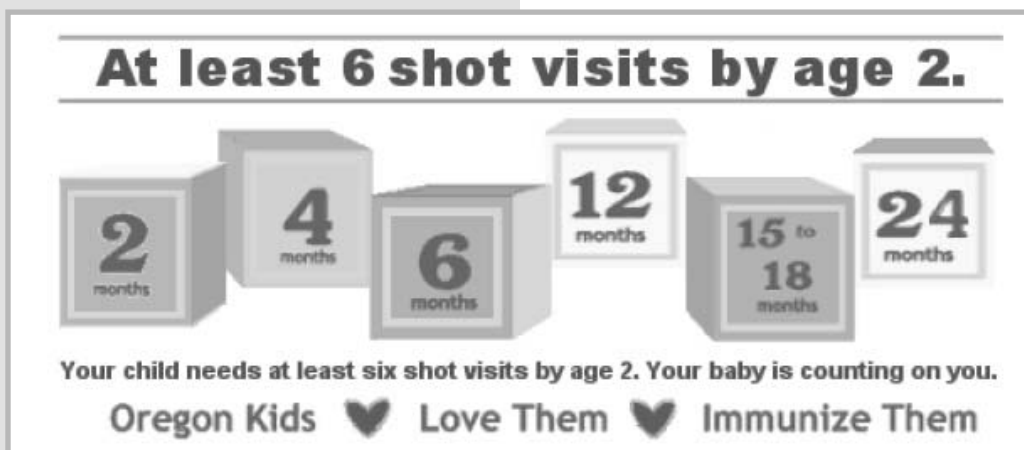 At least 6 shot visits by age 2.
2
months
4
months
6
months
12
months
15 to
18
months
24
months
Your child needs at least six shot visits by age 2. Your baby is counting on you.
Oregon Kids Love Them Immunize Them